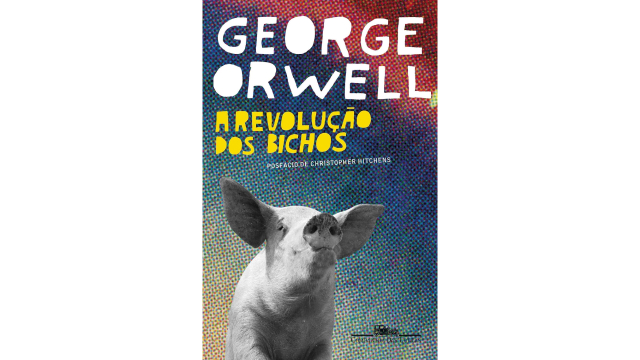 GEORGE
ORWELL
A REVOLUÇÃO
DOS BICHOS
POSFÁCIO DE CHRISTOPHER HITCHENS